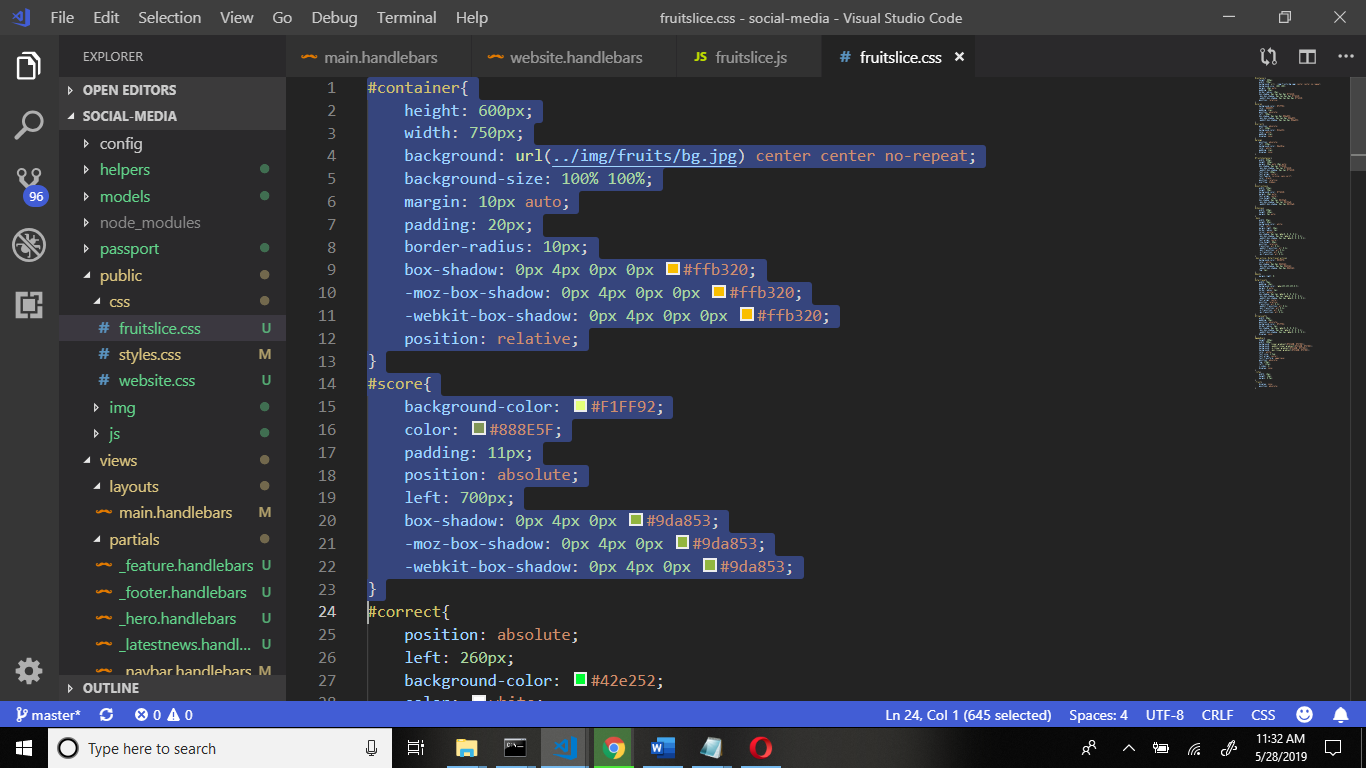 File Edit Selection View Go Debug Terminal Help
fruitslice.css - social-media - Visual Studio Code
EXPLORER
main.handlebars
website.handlebars
JS fruitslice.js
# fruitslice.css
OPEN EDITORS
SOCIAL-MEDIA
config
helpers
models
node_modules
passport
public
css
# fruitslice.css U
# styles.css M
# website.css U
img
js
views
layouts
main.handlebars M
partials
_feature.handlebars U
_footer.handlebars U
_hero.handlebars U
_latestnews.handl... U
_navbar.handlebars M
OUTLINE
96
1 #container{
2 height: 600px;
3 width: 750px;
4 background: url(../img/fruits/bg.jpg) center center no-repeat;
5 background-size: 100% 100%;
6 margin: 10px auto;
7 padding: 20px;
8 border-radius: 10px;
9 box-shadow: 0px 4px 0px 0px #ffb320;
10 -moz-box-shadow: 0px 4px 0px 0px #ffb320;
11 -webkit-box-shadow: 0px 4px 0px 0px #ffb320;
12 position: relative;
13 }
14 #score{
15 background-color: #F1FF92;
16 color: #888E5F;
17 padding: 11px;
18 position: absolute;
19 left: 700px;
20 box-shadow: 0px 4px 0px #9da853;
21 -moz-box-shadow: 0px 4px 0px #9da853;
22 -webkit-box-shadow: 0px 4px 0px #9da853;
23 }
24 #correct{
25 position: absolute;
26 left: 260px;
27 background-color: #42e252;
28 color: white;
master* 0 0
Ln 24, Col 1 (645 selected) Spaces: 4 UTF-8 CRLF CSS
Type here to search
11:32 AM
5/28/2019